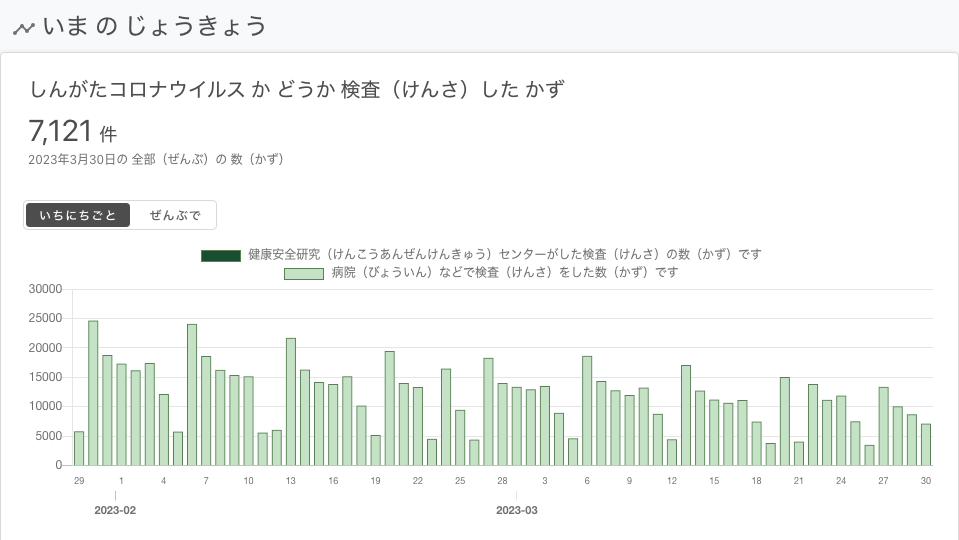 いま の じょうきょう
しんがたコロナウイルス か どうか 検査（けんさ）した かず
7,121 件
2023年3月30日の 全部（ぜんぶ）の 数（かず）
いちにちごと ぜんぶで
健康安全研究（けんこうあんぜんけんきゅう）センターがした検査（けんさ）の数（かず）です
病院（びょういん）などで検査（けんさ）をした数（かず）です
30000
25000
20000
15000
10000
5000
0
29 1 4 7 10 13 16 19 22 25 28 3 6 9 12 15 18 21 24 27 30
2023-02 2023-03